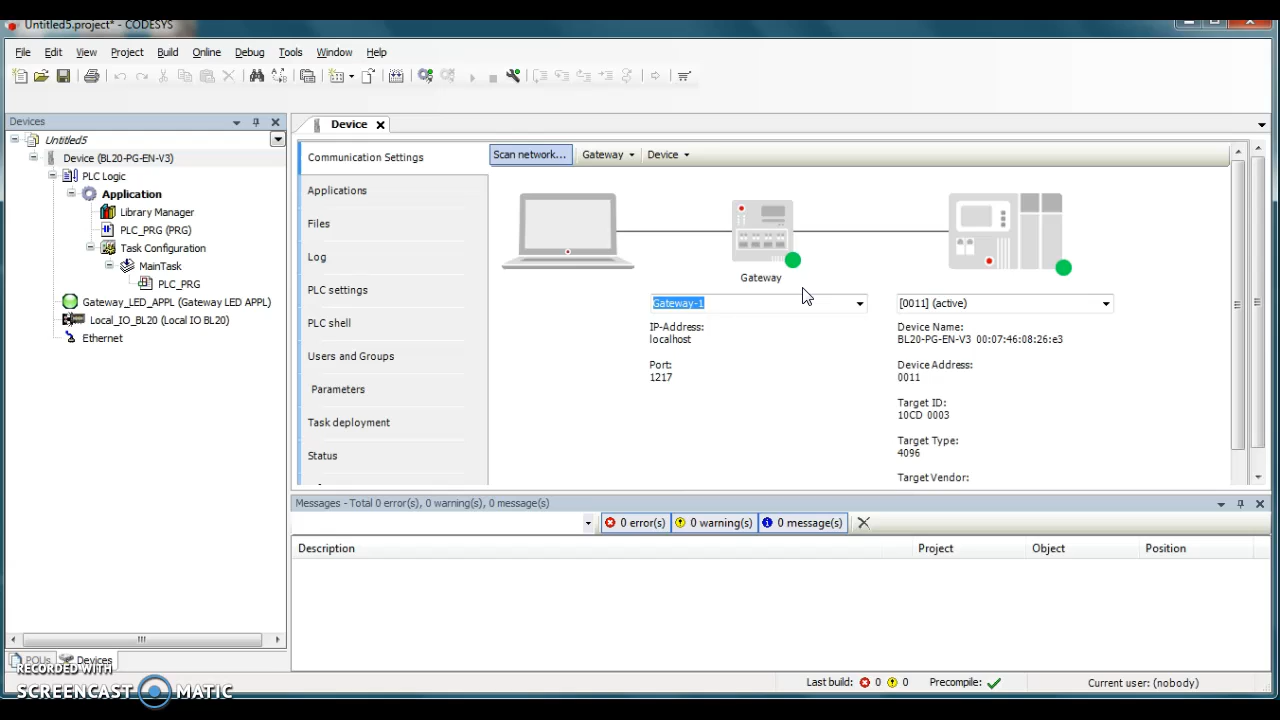 Untitled5.project* - CODESYS
File Edit View Project Build Online Debug Tools Window Help
Devices
Untitled5
Device (BL20-PG-EN-V3)
PLC Logic
Application
Library Manager
PLC_PRG (PRG)
Task Configuration
MainTask
PLC_PRG
Gateway_LED_APPL (Gateway LED APPL)
Local_IO_BL20 (Local IO BL20)
Ethernet
POUs Devices
Device
Communication Settings
Applications
Files
Log
PLC settings
PLC shell
Users and Groups
Parameters
Task deployment
Status
Scan network... Gateway Device
Gateway
Gateway-1
IP-Address:
localhost
Port:
1217
[0011] (active)
Device Name:
BL20-PG-EN-V3 00:07:46:08:26:e3
Device Address:
0011
Target ID:
10CD 0003
Target Type:
4096
Target Vendor:
Messages - Total 0 error(s), 0 warning(s), 0 message(s)
0 error(s) 0 warning(s) 0 message(s)
Description Project Object Position
Last build: 0 0 Precompile: Current user: (nobody)
RECORDED WITH
SCREENCAST MATIC